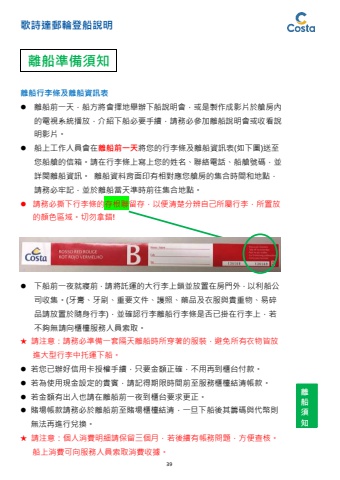 歌詩達郵輪登船說明
Costa
離船準備須知
離船行李條及離船資訊表
● 離船前一天，船方將會擇地舉辦下船說明會，或是製作成影片於艙房內
的電視系統播放，介紹下船必要手續，請務必參加離船說明會或收看說
明影片。
● 船上工作人員會在離船前一天將您的行李條及離船資訊表(如下圖)送至
您船艙的信箱。請在行李條上寫上您的姓名、聯絡電話、船艙號碼，並
詳閱離船資訊。 離船資料將面印有相對應您艙房的集合時間和地點，
請務必牢記，並於離船當天準時前往集合地點。
● 請務必撕下行李條的存根聯留存，以便清楚分辨自己所屬行李，所置放
的顏色區域。切勿拿錯!
Costa
B
● 下船前一夜就寢前，請將託運的大行李上鎖並放置在房門外，以利船公
司收集。(牙膏、牙刷、重要文件、護照、藥品及衣服與貴重物、易碎
品請放置於隨身行李)，並確認行李離船行李條是否已掛在行李上，若
不夠無請向櫃檯服務人員索取。
★ 請注意：請務必準備一套隔天離船時所穿著的服裝，避免所有衣物皆放
進大型行李中托運下船。
● 若您已辦好信用卡授權手續，只要金額正確，不用再到櫃台付款。
● 若為使用現金設定的貴賓，請記得期限時間前至服務櫃檯結清帳款。
● 若金額有出入也請在離船前一夜到櫃台要求更正。
● 賭場帳款請務必於離船前至賭場櫃檯結清，一旦下船後其籌碼與代幣則
無法再進行兌換。
★ 請注意：個人消費明細請保留三個月，若後續有帳務問題，方便查核。
船上消費可向服務人員索取消費收據。
離
船
須
知
39